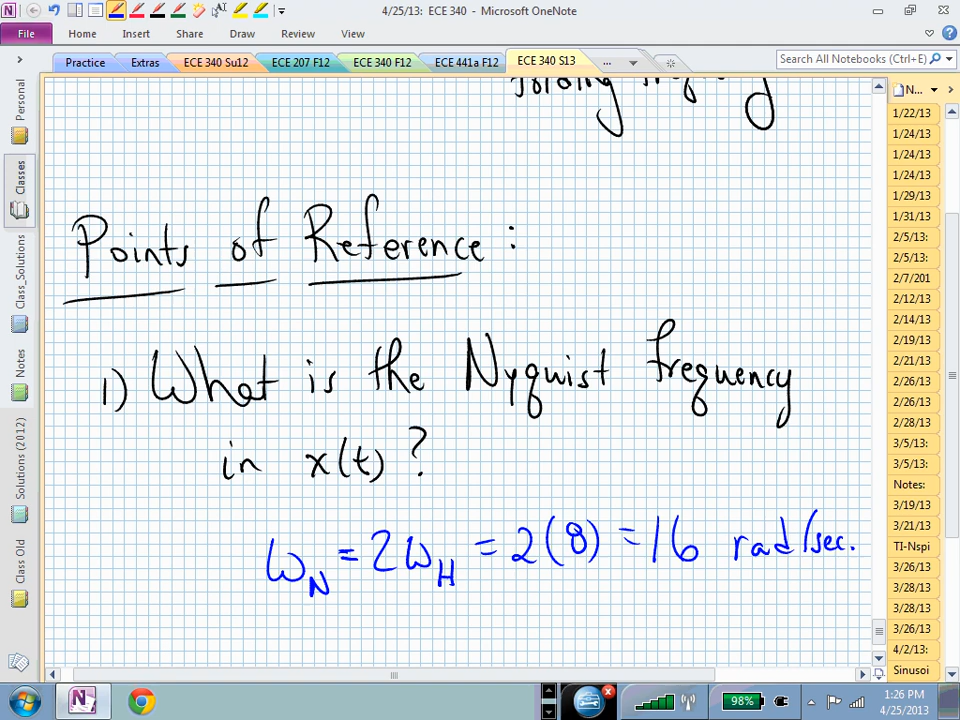 4/25/13: ECE 340 - Microsoft OneNote
File Home Insert Share Draw Review View
Practice Extras ECE 340 Su12 ECE 207 F12 ECE 340 F12 ECE 441a F12 ECE 340 S13 ...
Search All Notebooks (Ctrl+E)
Personal
Classes
Class_Solutions
Notes
Solutions (2012)
Class Old
Points of Reference:
1) What is the Nyquist frequency
in x(t)?
ω_N = 2ω_H = 2(8) = 16 rad/sec.
N...
1/22/13
1/24/13
1/24/13
1/24/13
1/29/13
1/31/13
2/5/13:
2/5/13:
2/7/201
2/12/13
2/14/13
2/19/13
2/21/13
2/26/13
2/26/13
2/28/13
3/5/13:
3/5/13:
Notes:
3/19/13
3/21/13
TI-Nspi
3/26/13
3/28/13
3/28/13
3/26/13
4/2/13:
Sinusoi
98%
1:26 PM
4/25/2013